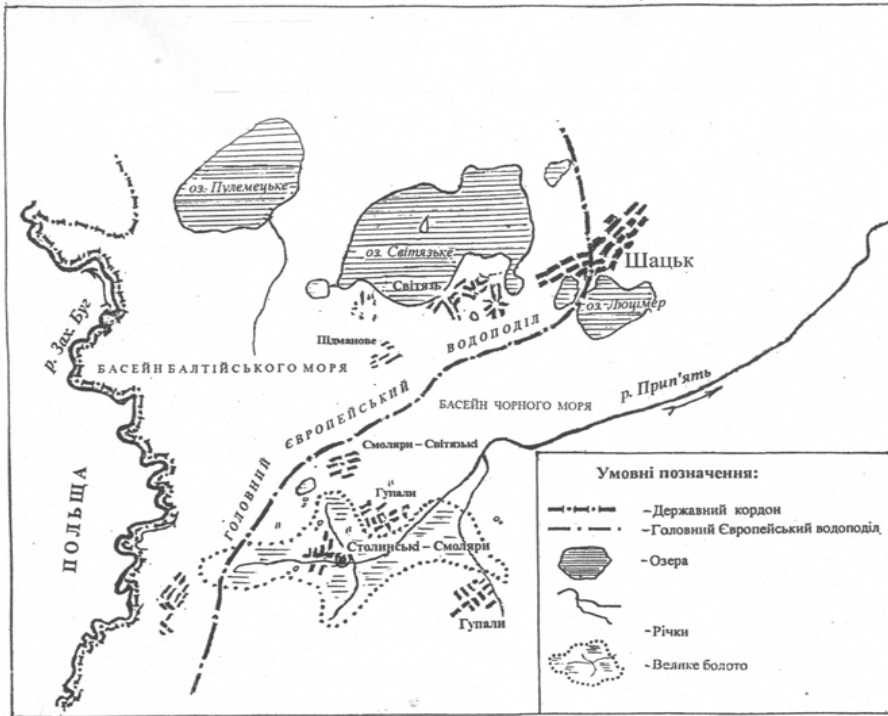 оз. Пулемецьке
оз. Світязьке
Шацьк
Світязь
оз. Люцімер
Підманове
р. Зах. Буг
БАСЕЙН БАЛТІЙСЬКОГО МОРЯ
ГОЛОВНИЙ ЄВРОПЕЙСЬКИЙ ВОДОПОДІЛ
р. Прип'ять
БАСЕЙН ЧОРНОГО МОРЯ
Смоляри – Світязькі
ПОЛЬЩА
Гупали
Столинські – Смоляри
Гупали
Умовні позначення:
– Державний кордон
– Головний Європейський водоподіл
– Озера
– Річки
– Велике болото